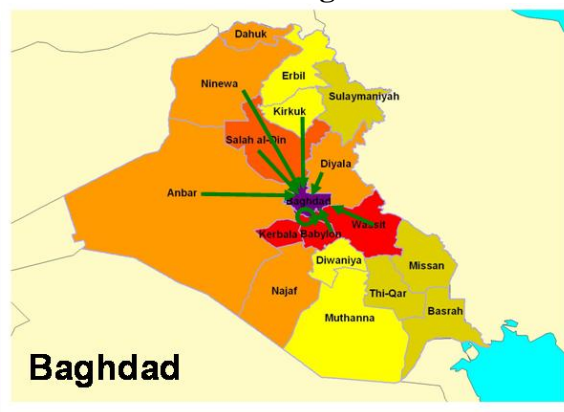 Dahuk
Erbil
Ninewa
Sulaymaniyah
Kirkuk
Salah al-Din
Diyala
Anbar
Baghdad
Wassit
Kerbala
Babylon
Diwaniya
Missan
Najaf
Thi-Qar
Basrah
Muthanna
Baghdad